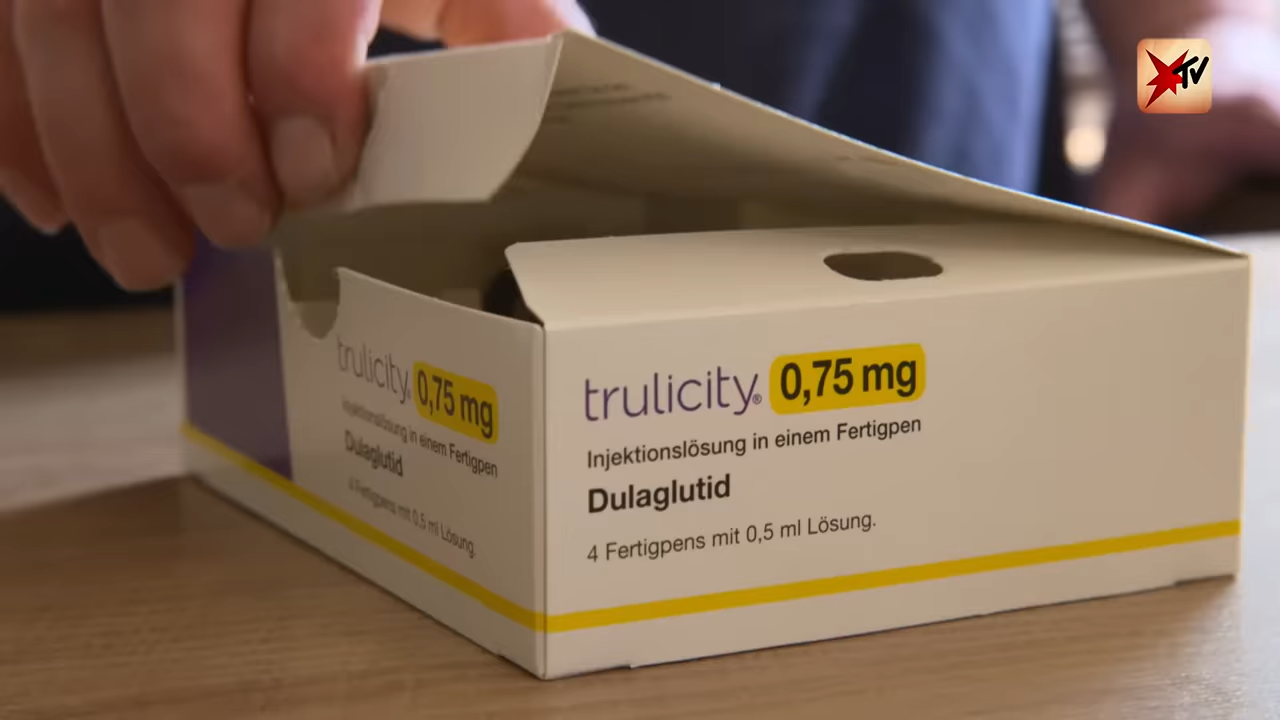 TV
trulicity® 0,75 mg
Injektionslösung in einem Fertigpen
Dulaglutid
4 Fertigpens mit 0,5 ml Lösung.
trulicity® 0,75 mg
Injektionslösung in einem Fertigpen
Dulaglutid
4 Fertigpens mit 0,5 ml Lösung.